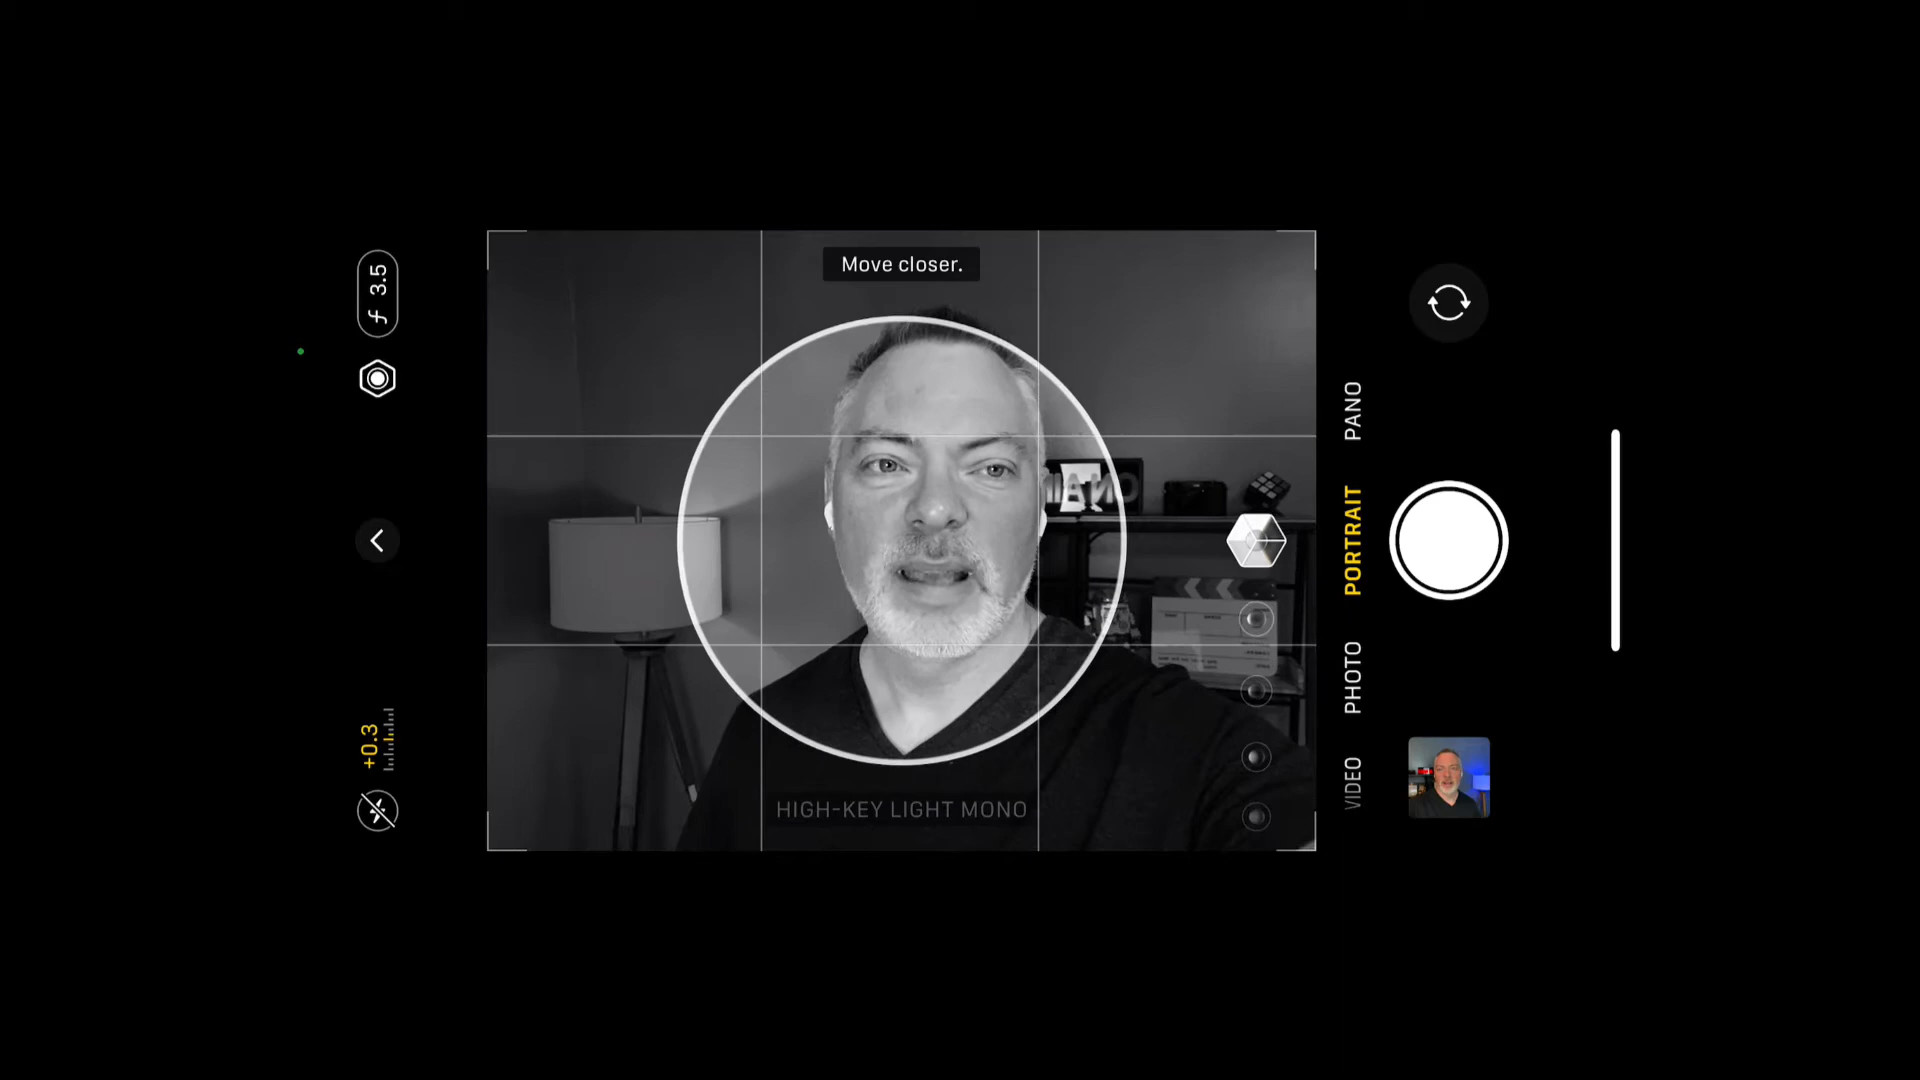 Move closer.
f 3.5
PANO
PORTRAIT
PHOTO
VIDEO
+0.3
HIGH-KEY LIGHT MONO